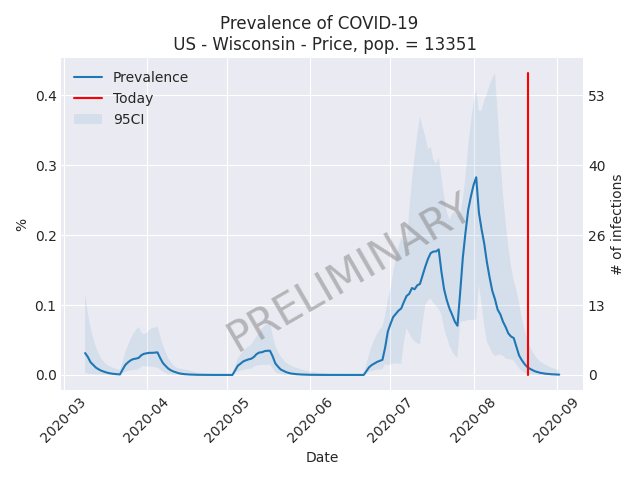 Prevalence of COVID-19
US - Wisconsin - Price, pop. = 13351
Prevalence
Today
95CI
PRELIMINARY
0.4
0.3
0.2
0.1
0.0
%
53
40
26
13
0
# of infections
2020-03
2020-04
2020-05
2020-06
2020-07
2020-08
2020-09
Date